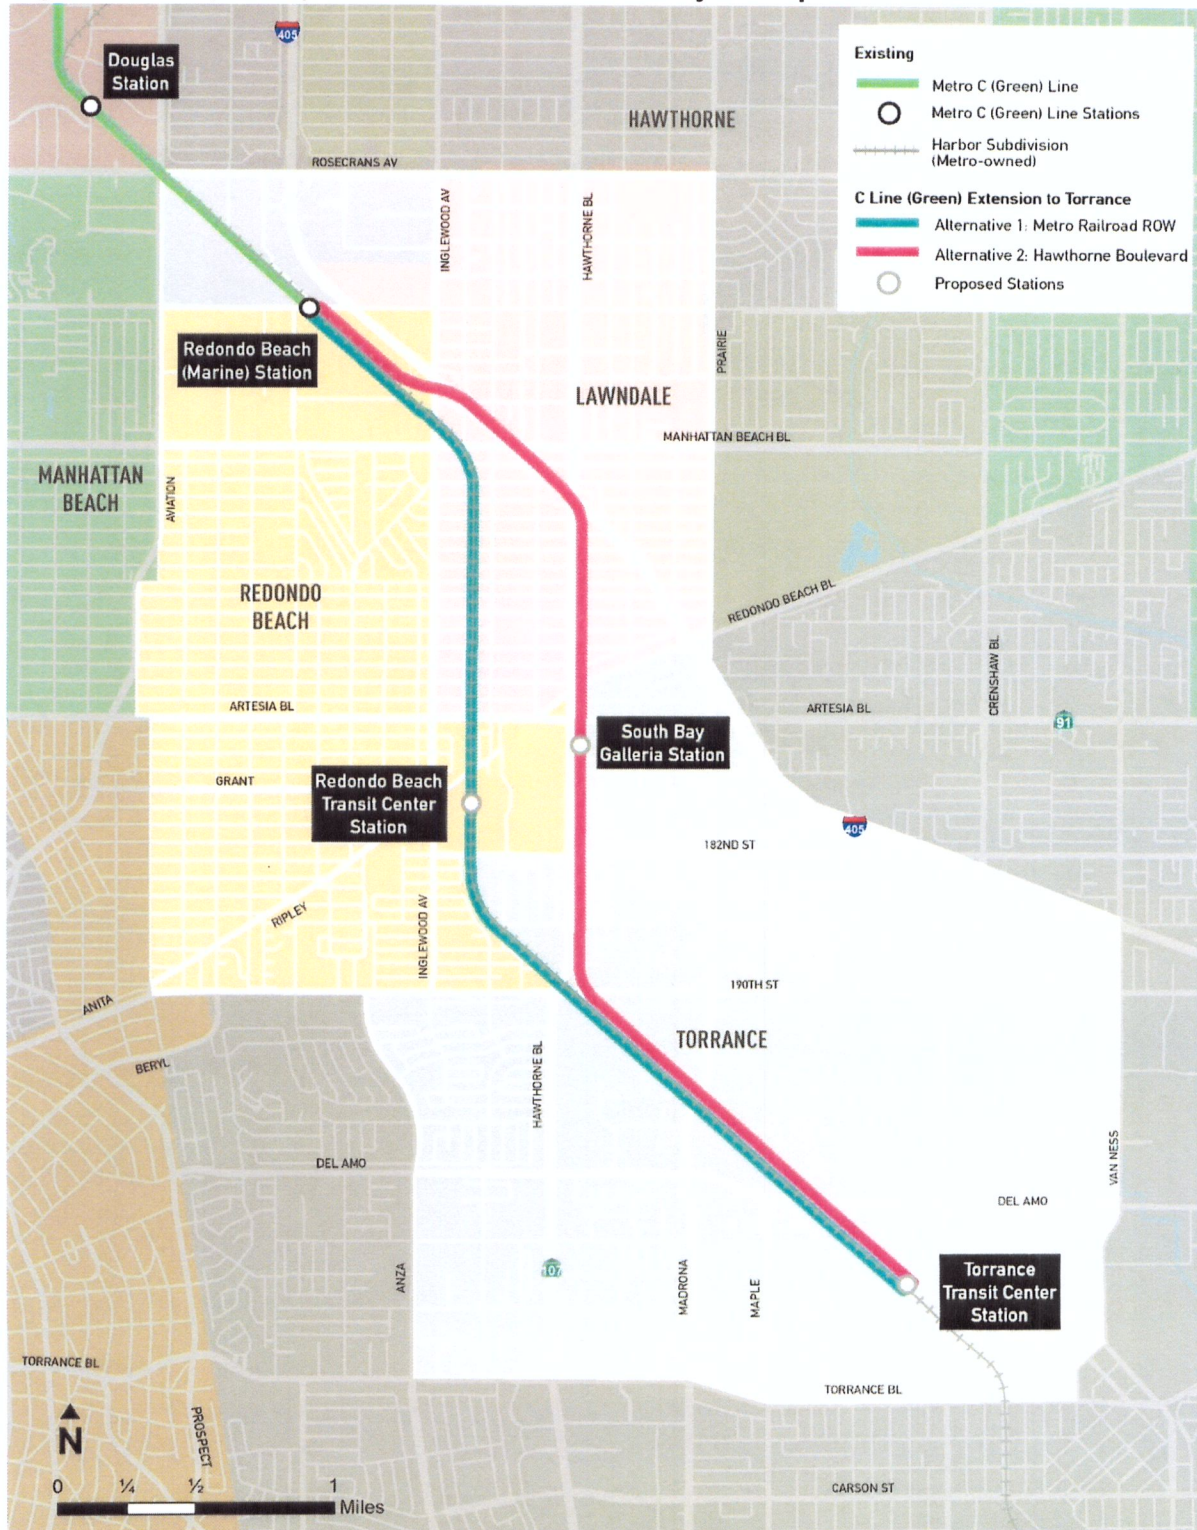 405
Douglas
Station
Existing
Metro C (Green) Line
Metro C (Green) Line Stations
Harbor Subdivision
(Metro-owned)
C Line (Green) Extension to Torrance
Alternative 1: Metro Railroad ROW
Alternative 2: Hawthorne Boulevard
Proposed Stations
HAWTHORNE
ROSECRANS AV
INGLEWOOD AV
HAWTHORNE BL
PRAIRIE
Redondo Beach
(Marine) Station
LAWNDALE
MANHATTAN BEACH BL
MANHATTAN
BEACH
AVIATION
REDONDO
BEACH
REDONDO BEACH BL
CRENSHAW BL
ARTESIA BL
ARTESIA BL
91
South Bay
Galleria Station
GRANT
Redondo Beach
Transit Center
Station
405
182ND ST
RIPLEY
INGLEWOOD AV
190TH ST
ANITA
TORRANCE
BERYL
HAWTHORNE BL
DEL AMO
VAN NESS
DEL AMO
ANZA
107
MADRONA
MAPLE
Torrance
Transit Center
Station
TORRANCE BL
TORRANCE BL
PROSPECT
N
0 ¼ ½ 1
Miles
CARSON ST